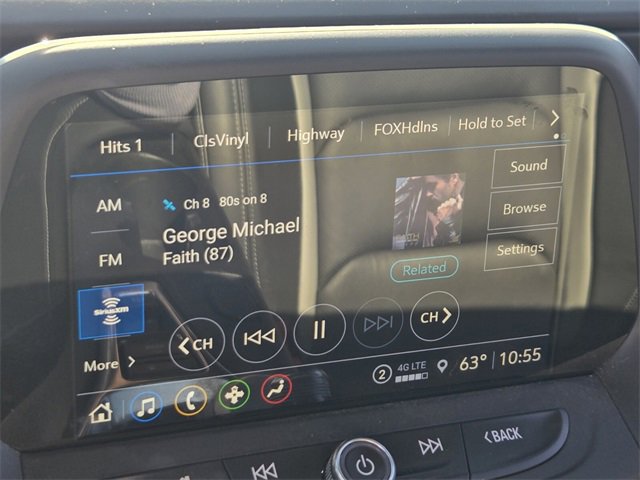 Hits 1 ClsVinyl Highway FOXHdlns Hold to Set
AM
Ch 8 80s on 8
Sound
George Michael
Browse
FM
Faith (87)
Related
Settings
SiriusXM
CH CH
More
2 4G LTE 63° 10:55
BACK